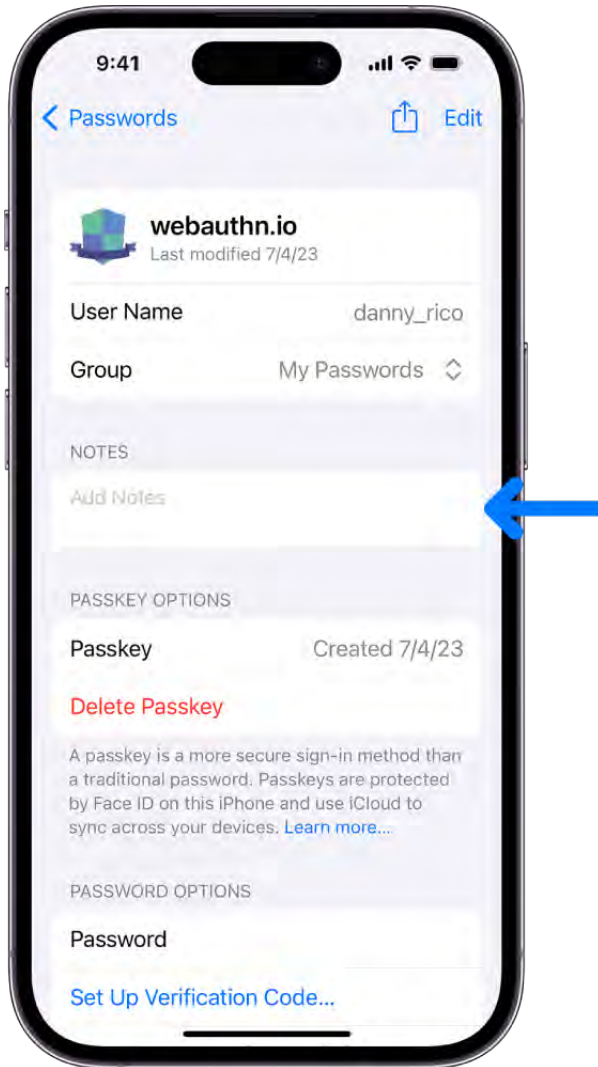 9:41
Passwords
Edit
webauthn.io
Last modified 7/4/23
User Name danny_rico
Group My Passwords
NOTES
Add Notes
PASSKEY OPTIONS
Passkey Created 7/4/23
Delete Passkey
A passkey is a more secure sign-in method than
a traditional password. Passkeys are protected
by Face ID on this iPhone and use iCloud to
sync across your devices. Learn more...
PASSWORD OPTIONS
Password
Set Up Verification Code...